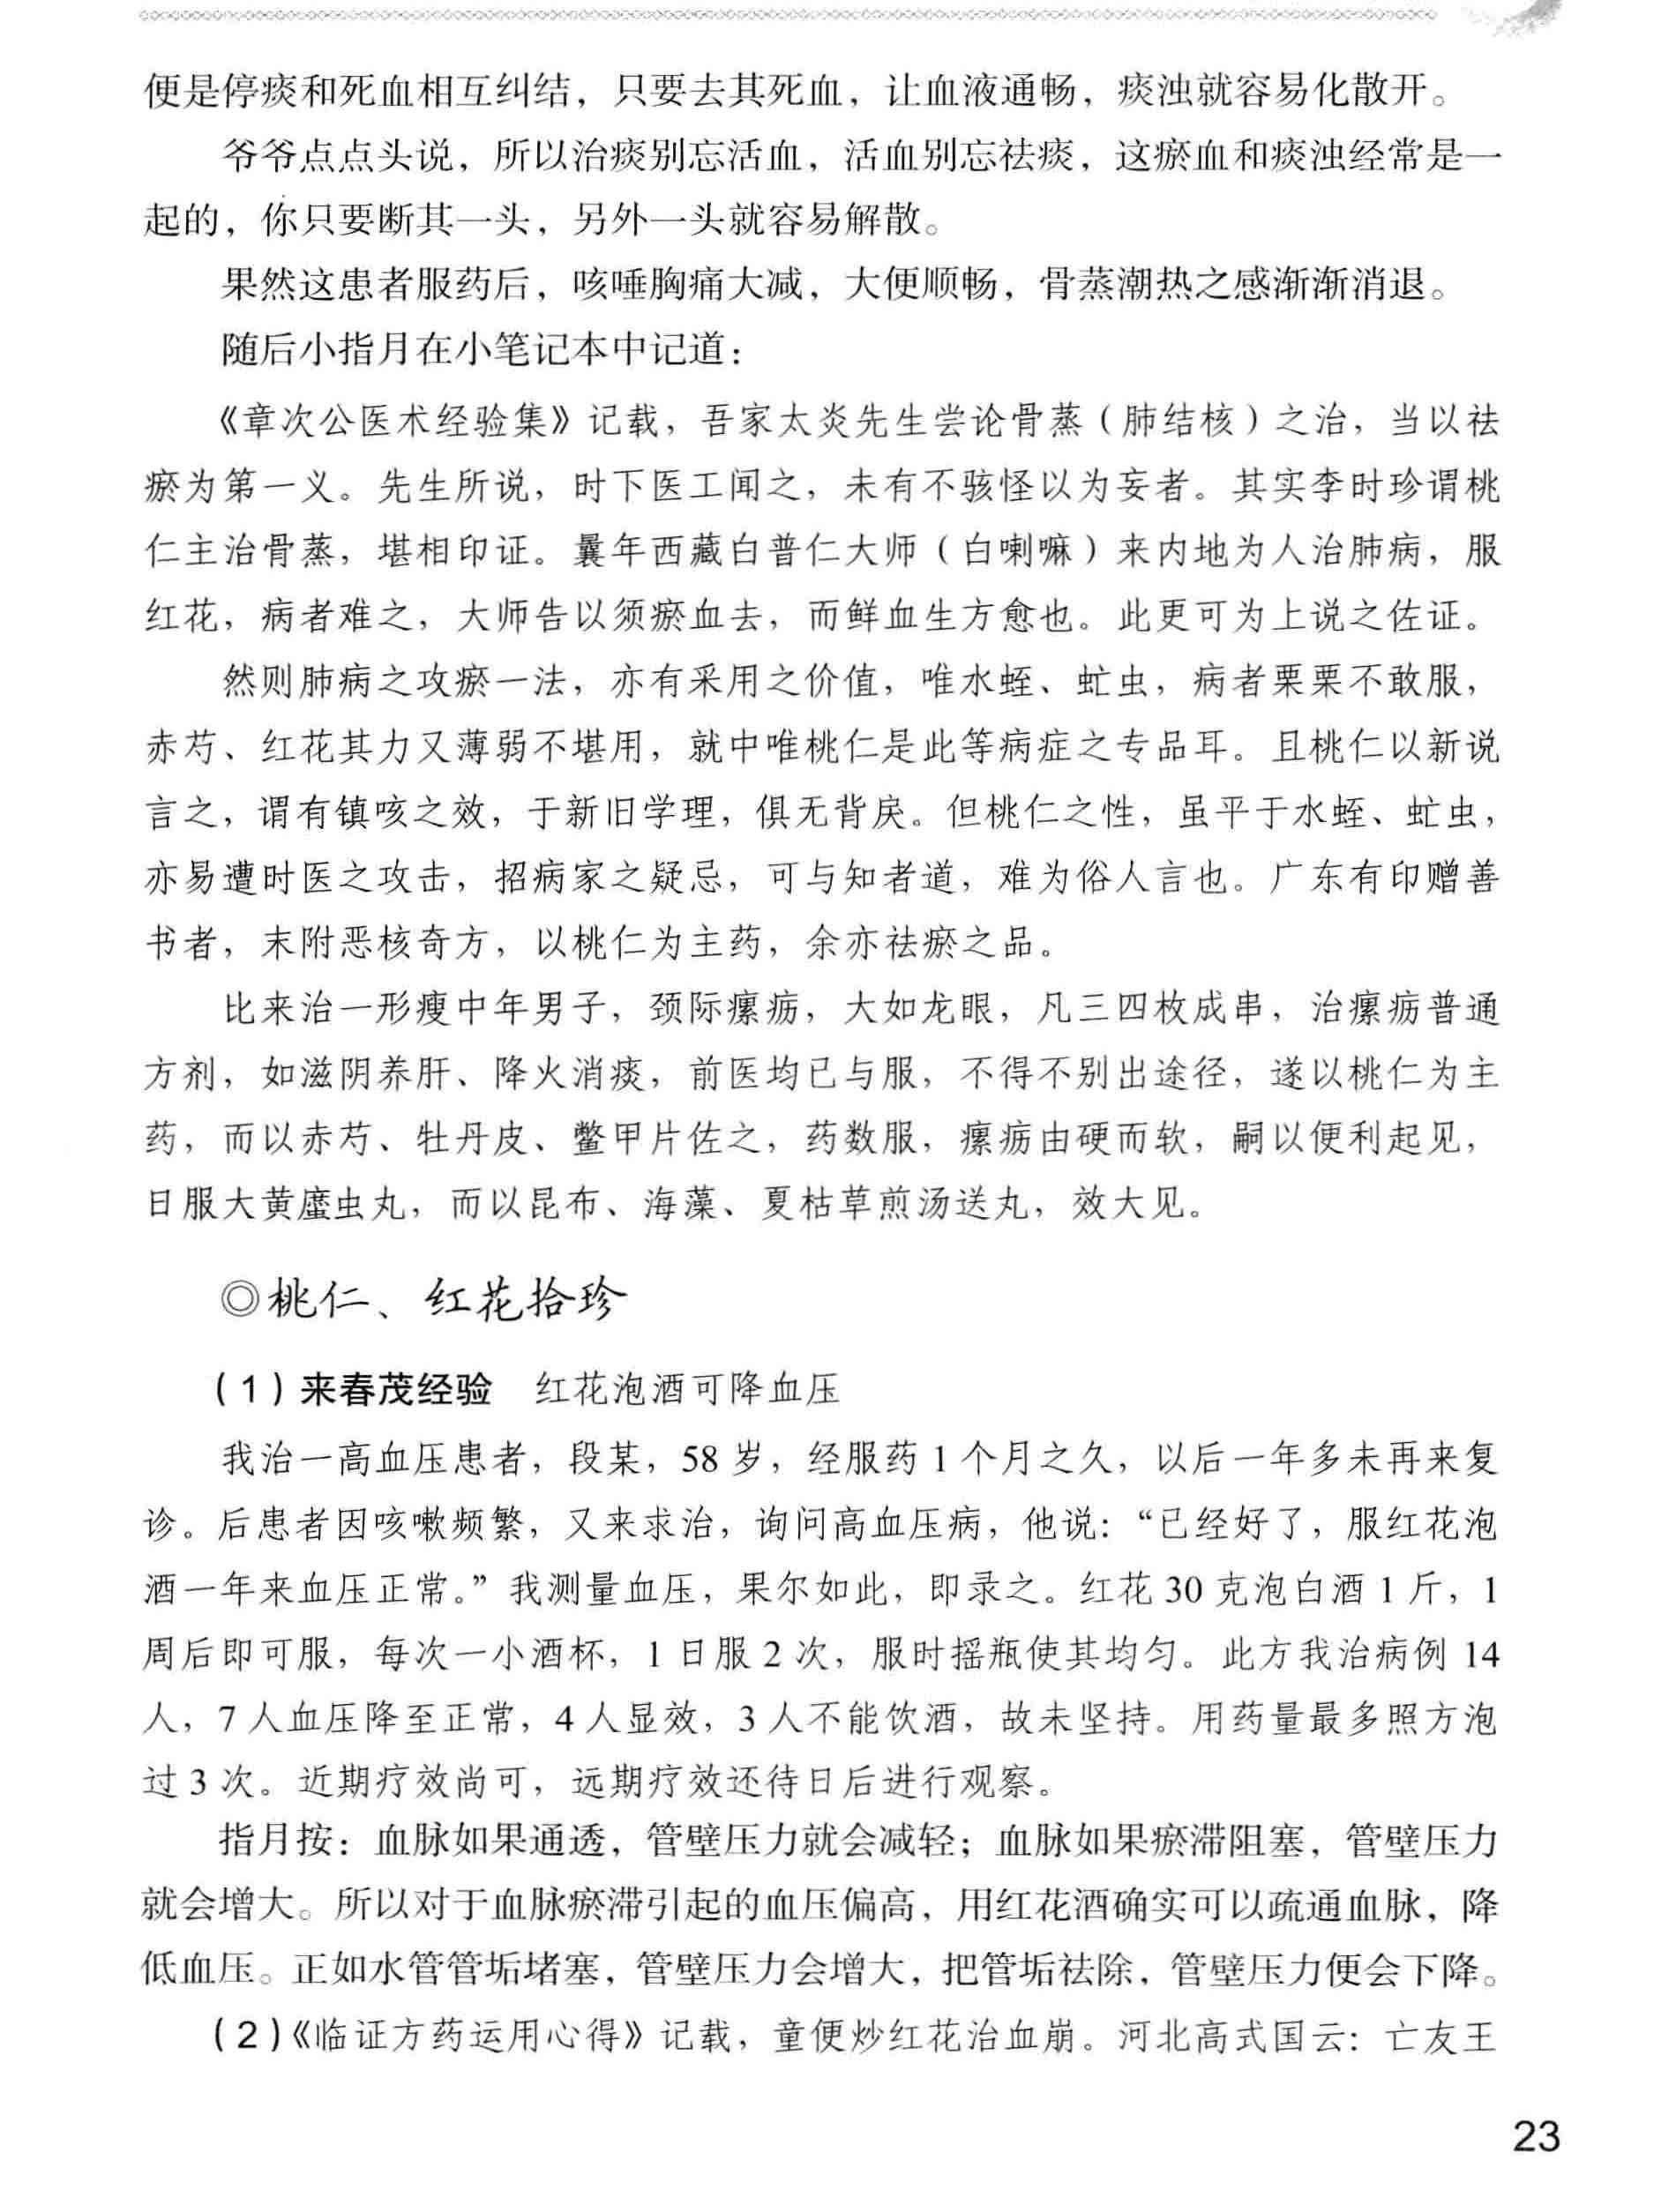 便是停痰和死血相互纠结，只要去其死血，让血液通畅，痰浊就容易化散开。
爷爷点点头说，所以治痰别忘活血，活血别忘祛痰，这瘀血和痰浊经常是一
起的，你只要断其一头，另外一头就容易解散。
果然这患者服药后，咳唾胸痛大减，大便顺畅，骨蒸潮热之感渐渐消退。
随后小指月在小笔记本中记道：
《章次公医术经验集》记载，吾家太炎先生尝论骨蒸（肺结核）之治，当以祛
瘀为第一义。先生所说，时下医工闻之，未有不骇怪以为妄者。其实李时珍谓桃
仁主治骨蒸，堪相印证。曩年西藏白普仁大师（白喇嘛）来内地为人治肺病，服
红花，病者难之，大师告以须瘀血去，而鲜血生方愈也。此更可为上说之佐证。
然则肺病之攻瘀一法，亦有采用之价值，唯水蛭、虻虫，病者栗栗不敢服，
赤芍、红花其力又薄弱不堪用，就中唯桃仁是此等病症之专品耳。且桃仁以新说
言之，谓有镇咳之效，于新旧学理，俱无背戾。但桃仁之性，虽平于水蛭、虻虫，
亦易遭时医之攻击，招病家之疑忌，可与知者道，难为俗人言也。广东有印赠善
书者，末附恶核奇方，以桃仁为主药，余亦祛瘀之品。
比来治一形瘦中年男子，颈际瘰疬，大如龙眼，凡三四枚成串，治瘰疬普通
方剂，如滋阴养肝、降火消痰，前医均已与服，不得不别出途径，遂以桃仁为主
药，而以赤芍、牡丹皮、鳖甲片佐之，药数服，瘰疬由硬而软，嗣以便利起见，
日服大黄䗪虫丸，而以昆布、海藻、夏枯草煎汤送丸，效大见。
◎桃仁、红花拾珍
（1）来春茂经验　红花泡酒可降血压
我治一高血压患者，段某，58 岁，经服药 1 个月之久，以后一年多未再来复
诊。后患者因咳嗽频繁，又来求治，询问高血压病，他说：“已经好了，服红花泡
酒一年来血压正常。”我测量血压，果尔如此，即录之。红花 30 克泡白酒 1 斤，1
周后即可服，每次一小酒杯，1 日服 2 次，服时摇瓶使其均匀。此方我治病例 14
人，7 人血压降至正常，4 人显效，3 人不能饮酒，故未坚持。用药量最多照方泡
过 3 次。近期疗效尚可，远期疗效还待日后进行观察。
指月按：血脉如果通透，管壁压力就会减轻；血脉如果瘀滞阻塞，管壁压力
就会增大。所以对于血脉瘀滞引起的血压偏高，用红花酒确实可以疏通血脉，降
低血压。正如水管管垢堵塞，管壁压力会增大，把管垢祛除，管壁压力便会下降。
（2）《临证方药运用心得》记载，童便炒红花治血崩。河北高式国云：亡友王
23